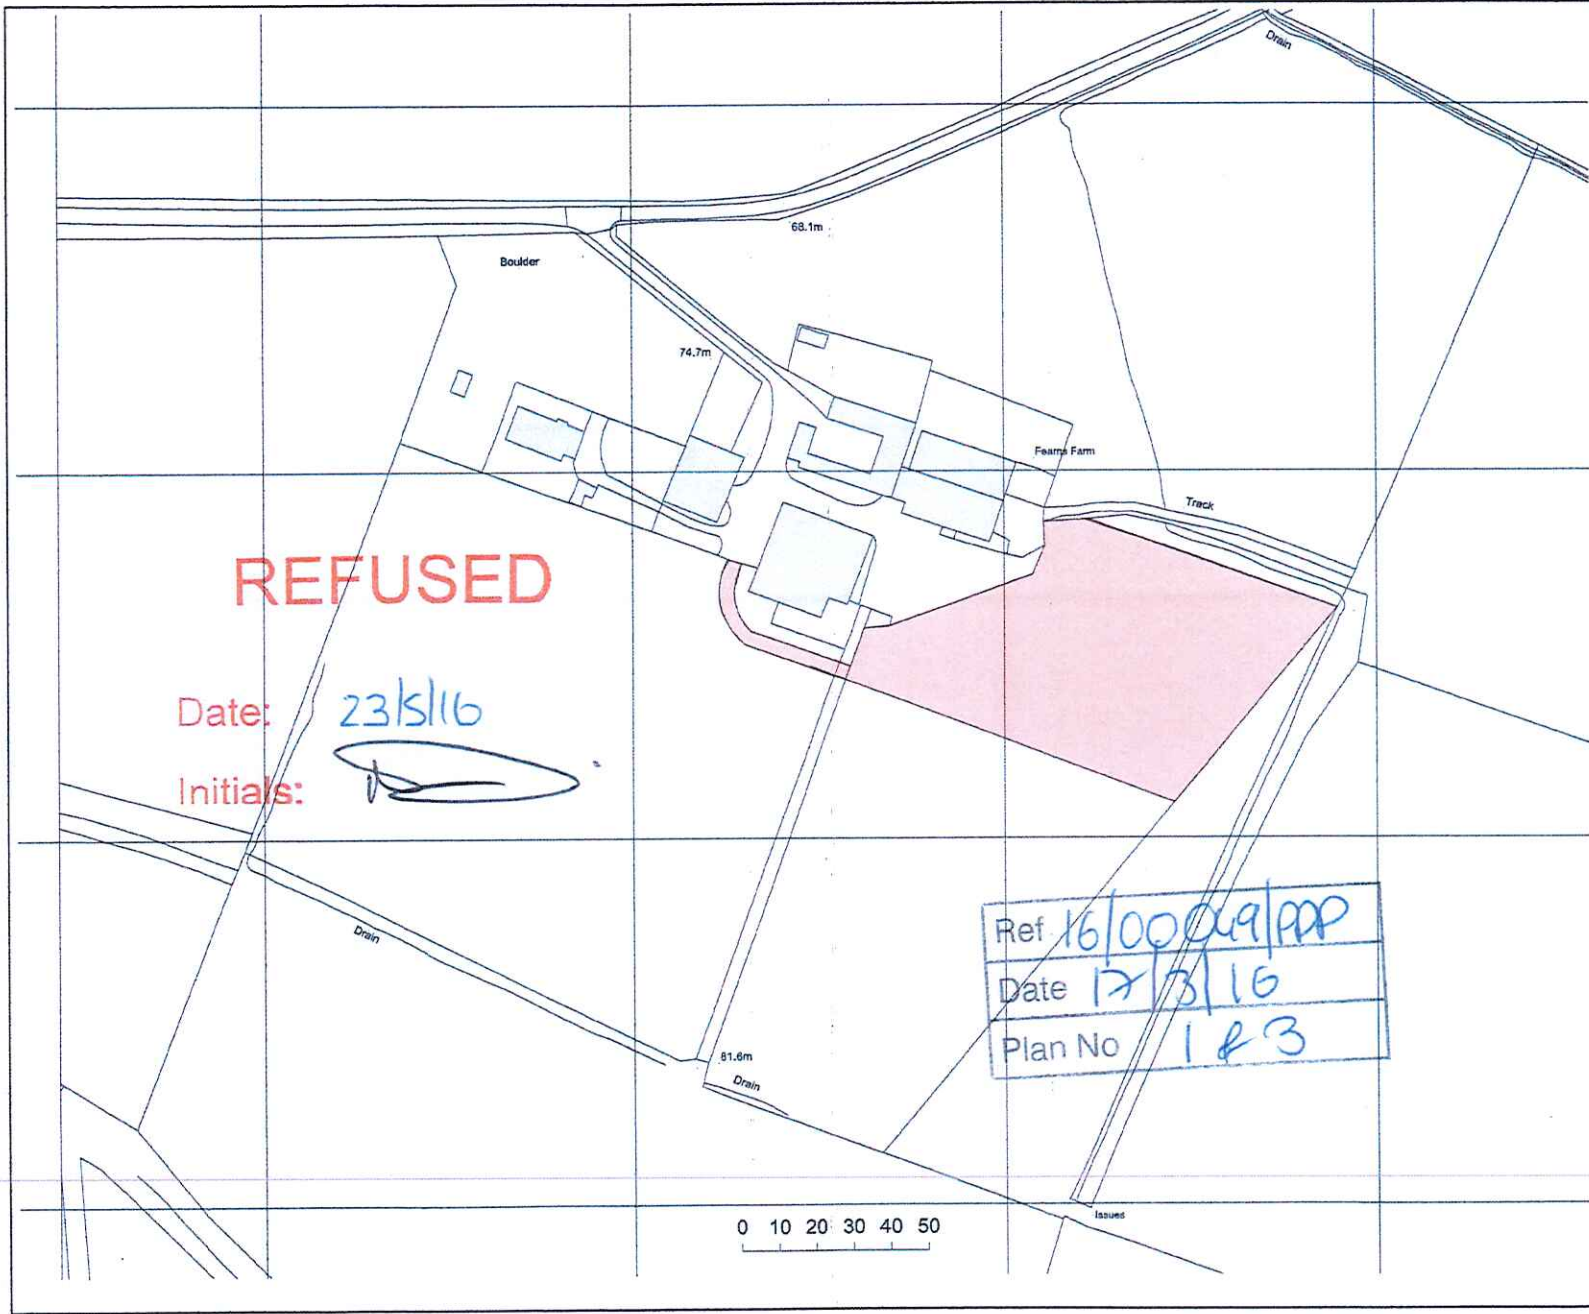 Drain
68.1m
Boulder
74.7m
Fearns Farm
Track
REFUSED
Date: 23/5/16
Initials:
Ref 16/00049/PPP
Date 17/3/16
Plan No 1 & 3
Drain
61.6m
Drain
Issues
0 10 20 30 40 50